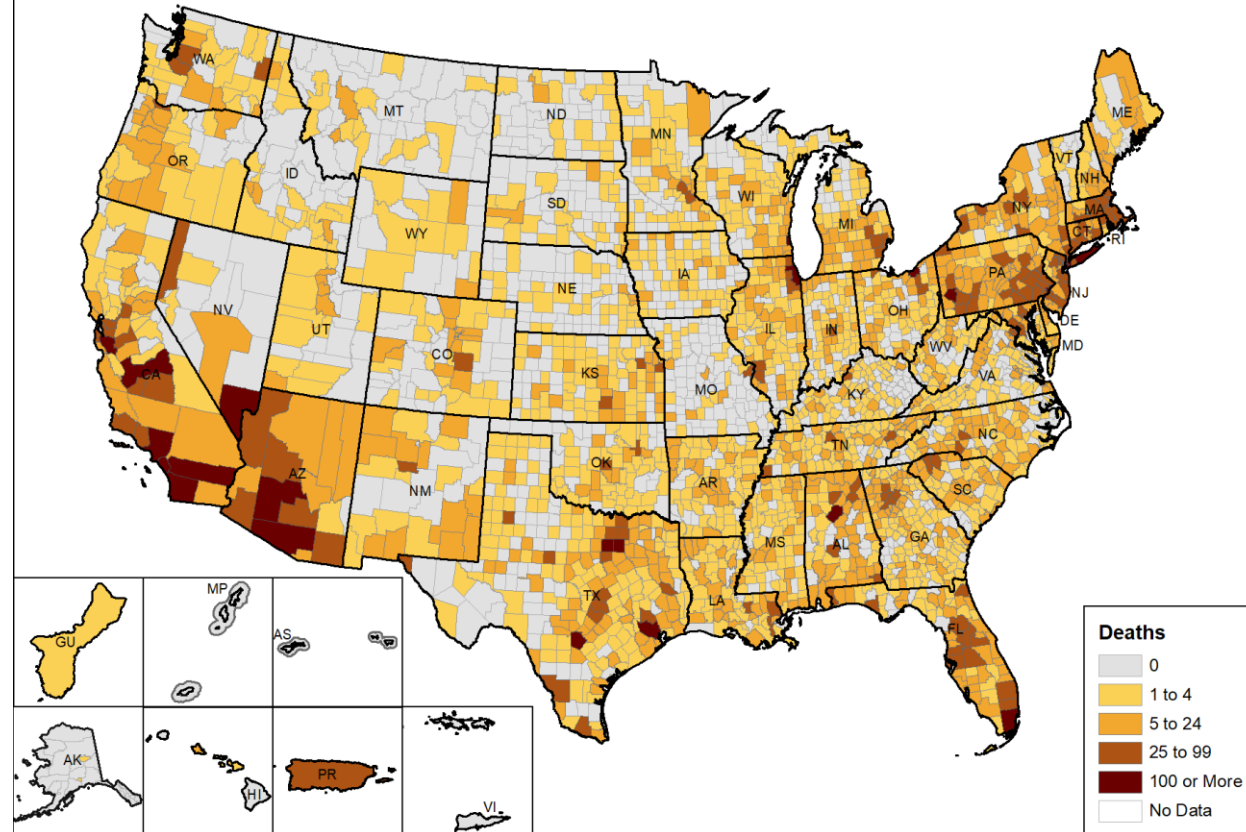 WA
MT
ND
MN
ME
OR
ID
SD
WI
MI
VT
NH
NY
MA
CT
RI
WY
IA
NE
PA
NJ
NV
UT
CO
IL
IN
OH
DE
MD
WV
VA
CA
KS
MO
KY
AZ
NM
OK
AR
TN
NC
SC
TX
LA
MS
AL
GA
FL
GU
MP
AS
AK
HI
PR
VI
Deaths
0
1 to 4
5 to 24
25 to 99
100 or More
No Data